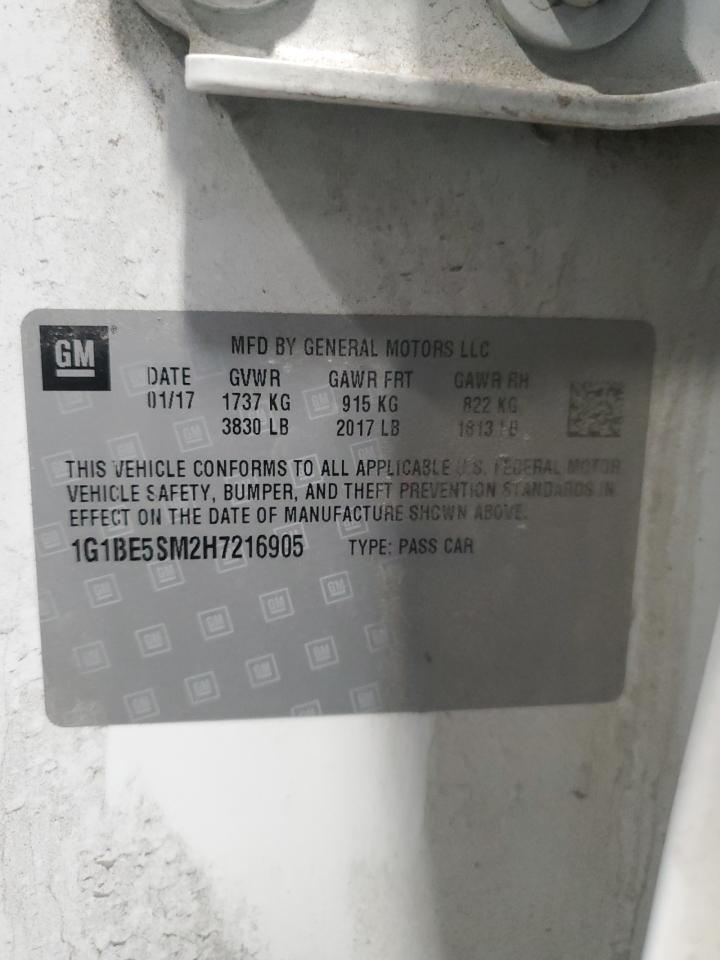 GM
MFD BY GENERAL MOTORS LLC
DATE GVWR GAWR FRT GAWR RH
01/17 1737 KG 915 KG 822 KG
3830 LB 2017 LB 1813 LB
THIS VEHICLE CONFORMS TO ALL APPLICABLE U.S. FEDERAL MOTOR
VEHICLE SAFETY, BUMPER, AND THEFT PREVENTION STANDARDS IN
EFFECT ON THE DATE OF MANUFACTURE SHOWN ABOVE.
1G1BE5SM2H7216905 TYPE: PASS CAR